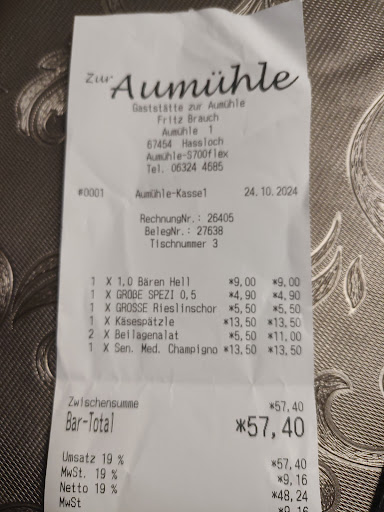 Zur Aumühle
Gaststätte zur Aumühle
Fritz Brauch
Aumühle 1
67454 Hassloch
Aumühle-S700flex
Tel. 06324 4685
#0001 Aumühle-Kasse1 24.10.2024
RechnungNr.: 26405
BelegNr.: 27638
Tischnummer 3
1 X 1,0 Bären Hell *9,00 *9,00
1 X GROßE SPEZI 0,5 *4,90 *4,90
1 X GROSSE Rieslinschor *5,50 *5,50
1 X Käsespätzle *13,50 *13,50
2 X Beilagenalat *5,50 *11,00
1 X Sen. Med. Champigno *13,50 *13,50
Zwischensumme *57,40
Bar-Total *57,40
Umsatz 19 % *57,40
MwSt. 19 % *9,16
Netto 19 % *48,24
MwSt *9,16